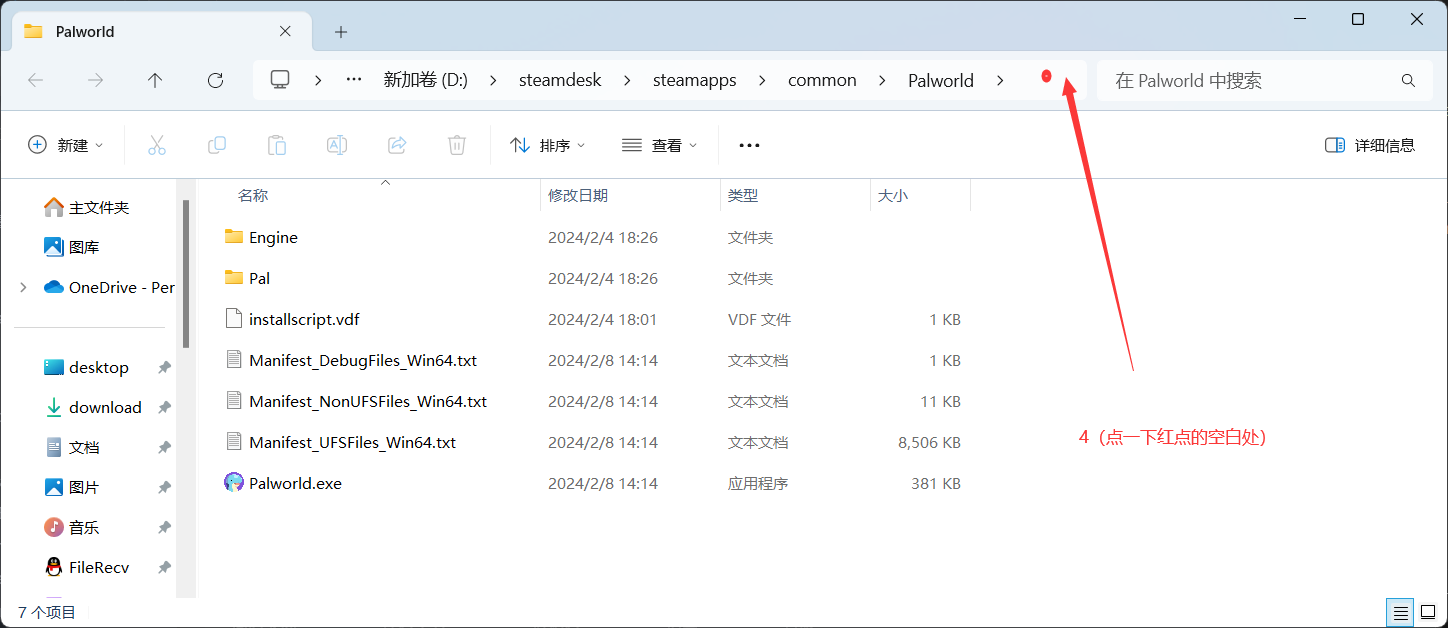 Palworld
新加卷 (D:) steamdesk steamapps common Palworld 在 Palworld 中搜索
新建 排序 查看 详细信息
名称 修改日期 类型 大小
主文件夹
图库
OneDrive - Per
desktop
download
文档
图片
音乐
FileRecv
Engine 2024/2/4 18:26 文件夹
Pal 2024/2/4 18:26 文件夹
installscript.vdf 2024/2/4 18:01 VDF 文件 1 KB
Manifest_DebugFiles_Win64.txt 2024/2/8 14:14 文本文档 1 KB
Manifest_NonUFSFiles_Win64.txt 2024/2/8 14:14 文本文档 11 KB
Manifest_UFSFiles_Win64.txt 2024/2/8 14:14 文本文档 8,506 KB
Palworld.exe 2024/2/8 14:14 应用程序 381 KB
4（点一下红点的空白处）
7 个项目